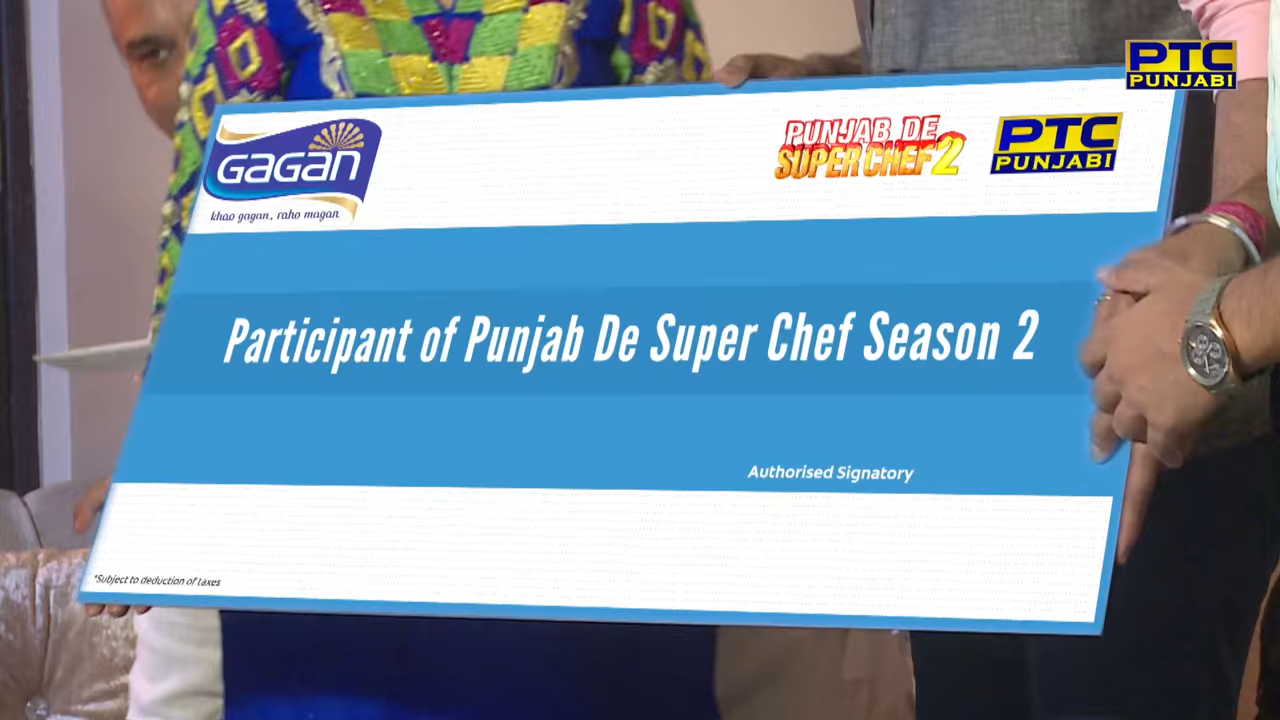 PTC
PUNJABI
GAGAN
khao gagan, raho magan
PUNJAB DE
SUPER CHEF 2
PTC
PUNJABI
Participant of Punjab De Super Chef Season 2
Authorised Signatory
*Subject to deduction of taxes